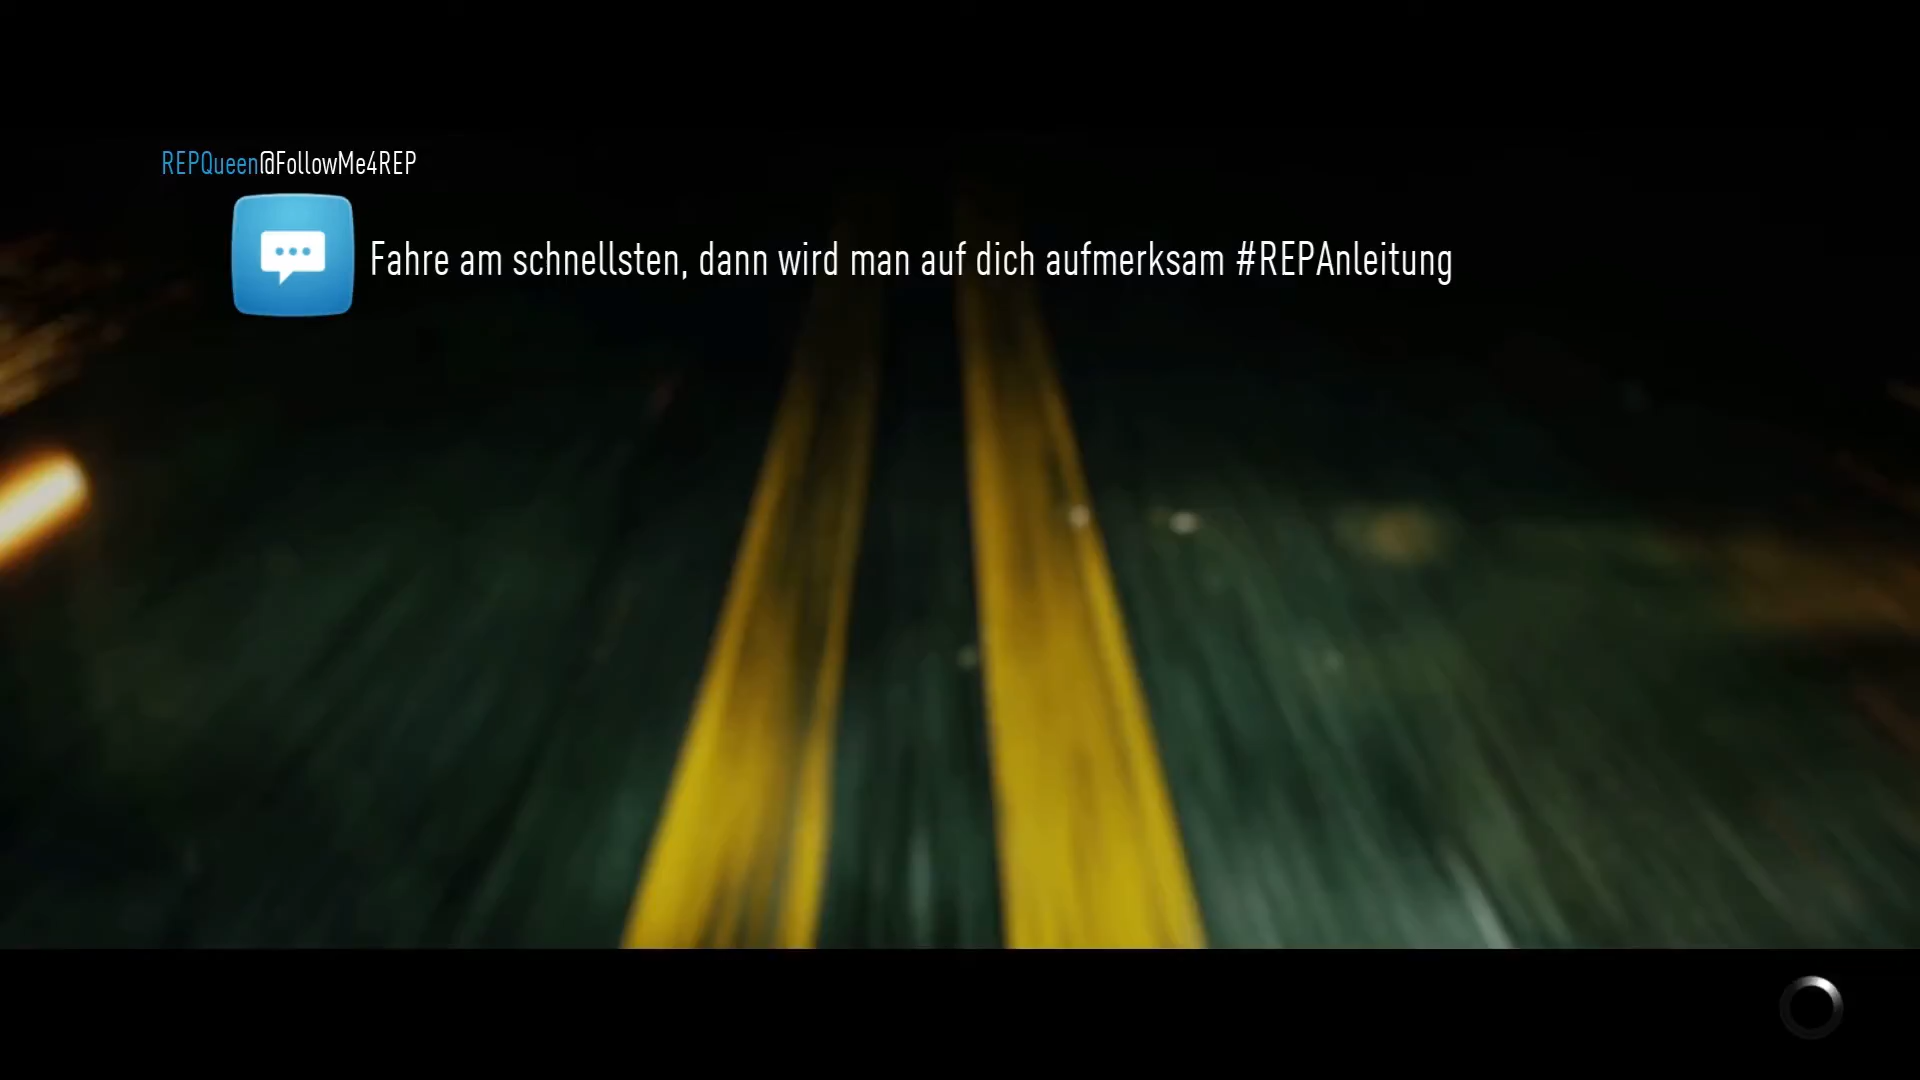 REPQueen@FollowMe4REP
Fahre am schnellsten, dann wird man auf dich aufmerksam #REPAnleitung